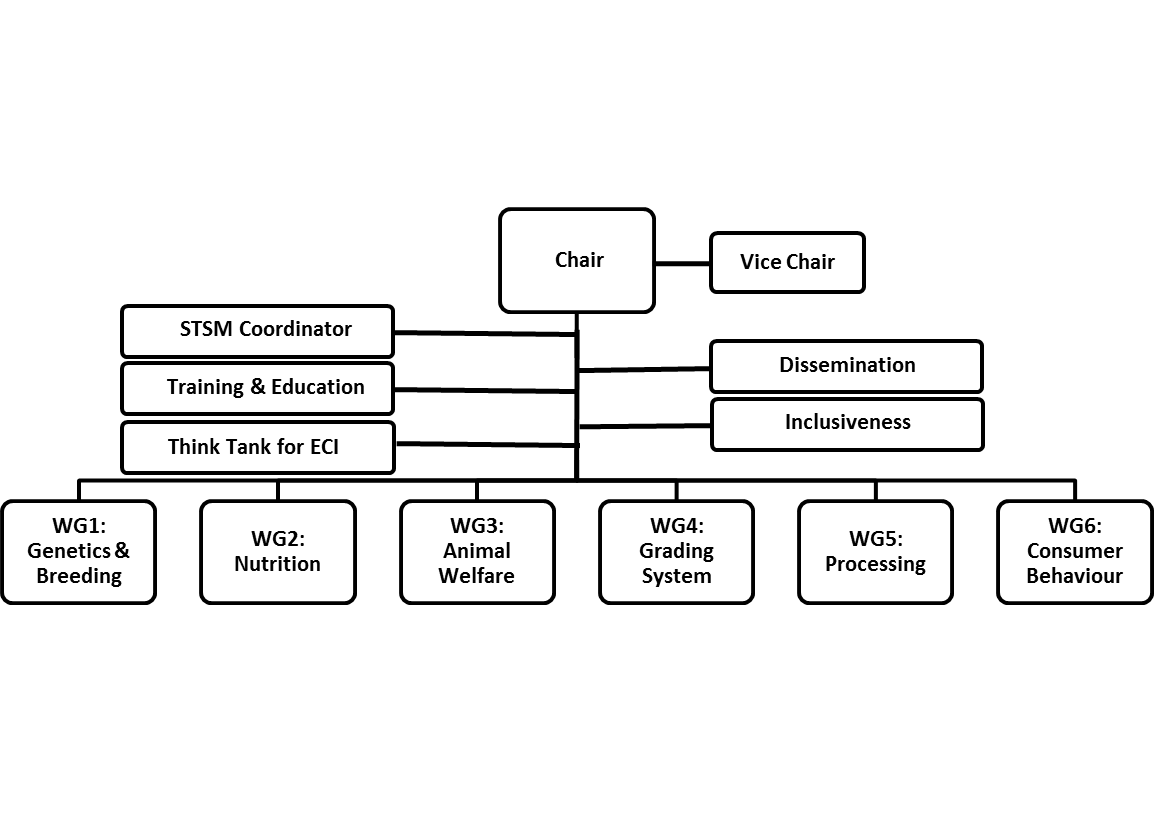 Chair
Vice Chair
STSM Coordinator
Training & Education
Think Tank for ECI
Dissemination
Inclusiveness
WG1:
Genetics &
Breeding
WG2:
Nutrition
WG3:
Animal
Welfare
WG4:
Grading
System
WG5:
Processing
WG6:
Consumer
Behaviour